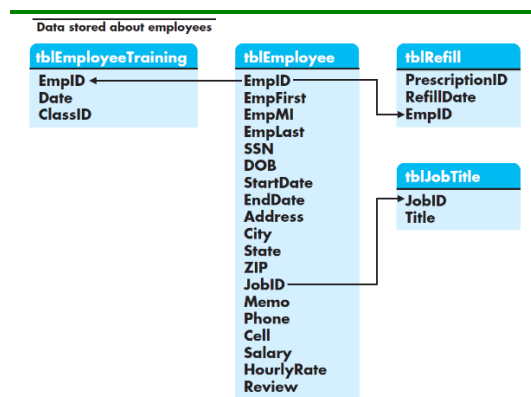 Data stored about employees
tblEmployeeTraining
EmpID
Date
ClassID
tblEmployee
EmpID
EmpFirst
EmpMI
EmpLast
SSN
DOB
StartDate
EndDate
Address
City
State
ZIP
JobID
Memo
Phone
Cell
Salary
HourlyRate
Review
tblRefill
PrescriptionID
RefillDate
EmpID
tblJobTitle
JobID
Title